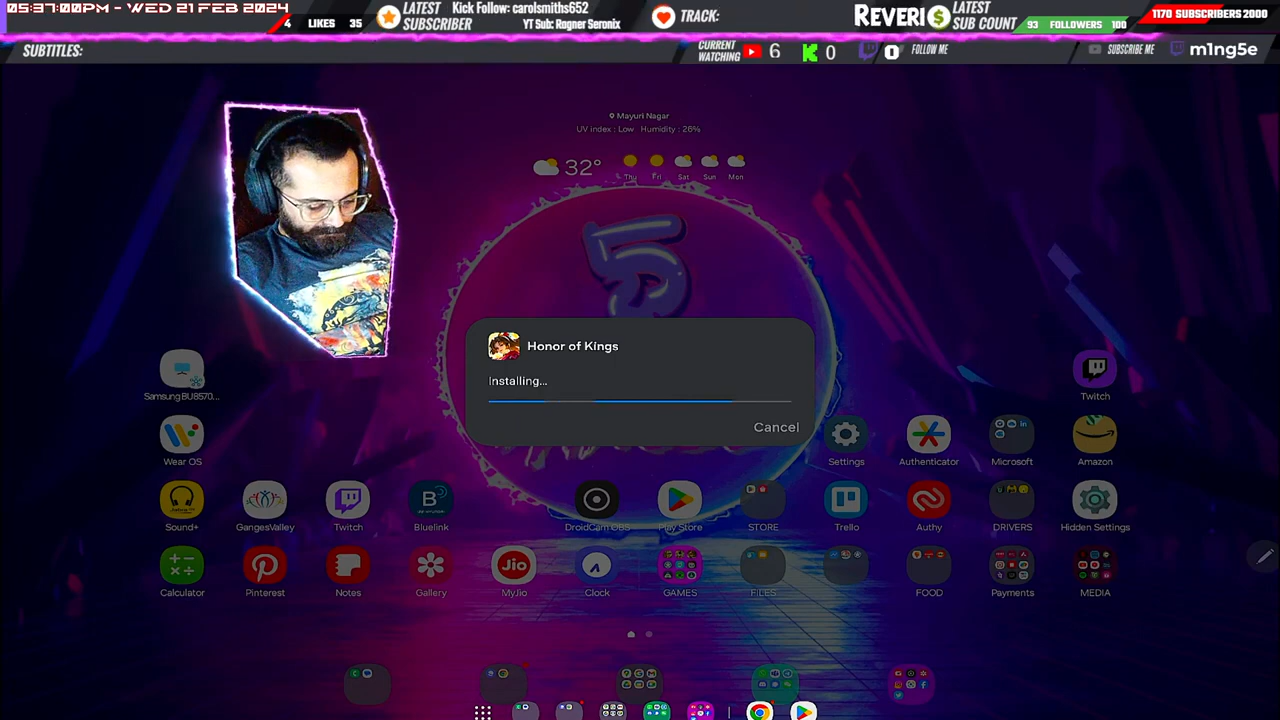 05:37:00PM - WED 21 FEB 2024
4 LIKES 35
LATEST SUBSCRIBER
Kick Follow: carolsmiths652
YT Sub: Ragner Seronix
TRACK:
REVERI
LATEST SUB COUNT
93 FOLLOWERS 100
1170 SUBSCRIBERS 2000
SUBTITLES:
CURRENT WATCHING
6
0
0
FOLLOW ME
SUBSCRIBE ME
m1ng5e
Mayuri Nagar
UV index : Low Humidity : 26%
32°
Thu Fri Sat Sun Mon
5
Honor of Kings
Installing...
Cancel
Samsung BU8570...
Twitch
Wear OS
Settings
Authenticator
Microsoft
Amazon
Sound+
GangesValley
Twitch
Bluelink
DroidCam OBS
Play Store
STORE
Trello
Authy
DRIVERS
Hidden Settings
Jio
Calculator
Pinterest
Notes
Gallery
MyJio
Clock
GAMES
FILES
FOOD
Payments
MEDIA